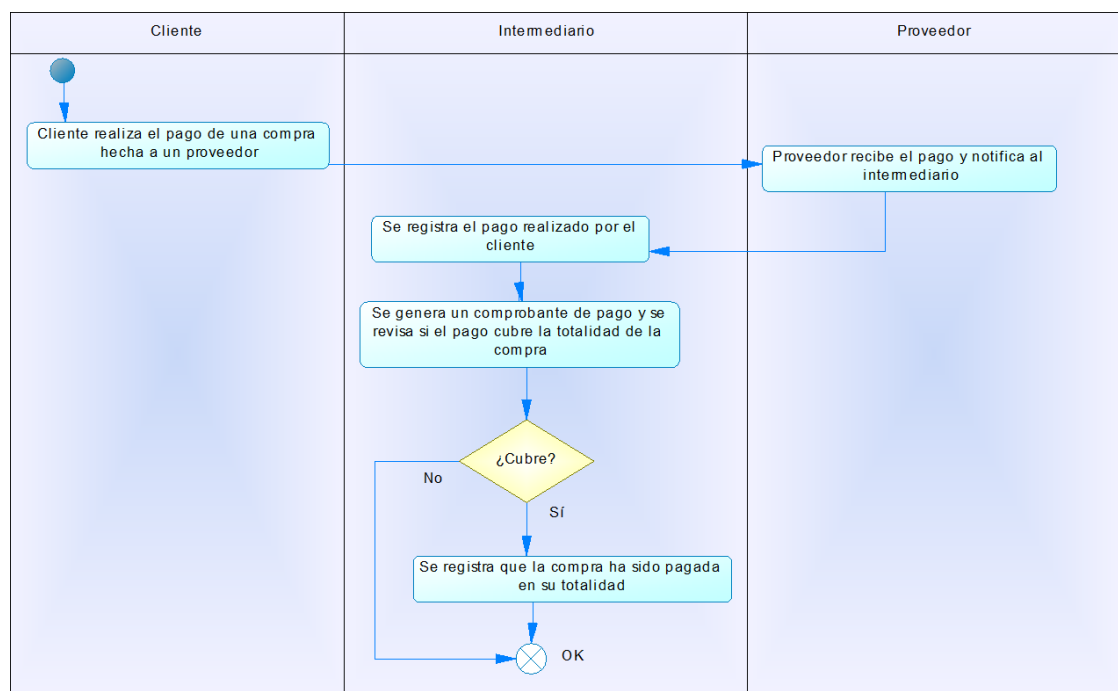 Cliente
Intermediario
Proveedor
Cliente realiza el pago de una compra
hecha a un proveedor
Proveedor recibe el pago y notifica al
intermediario
Se registra el pago realizado por el
cliente
Se genera un comprobante de pago y se
revisa si el pago cubre la totalidad de la
compra
¿Cubre?
No
Sí
Se registra que la compra ha sido pagada
en su totalidad
OK